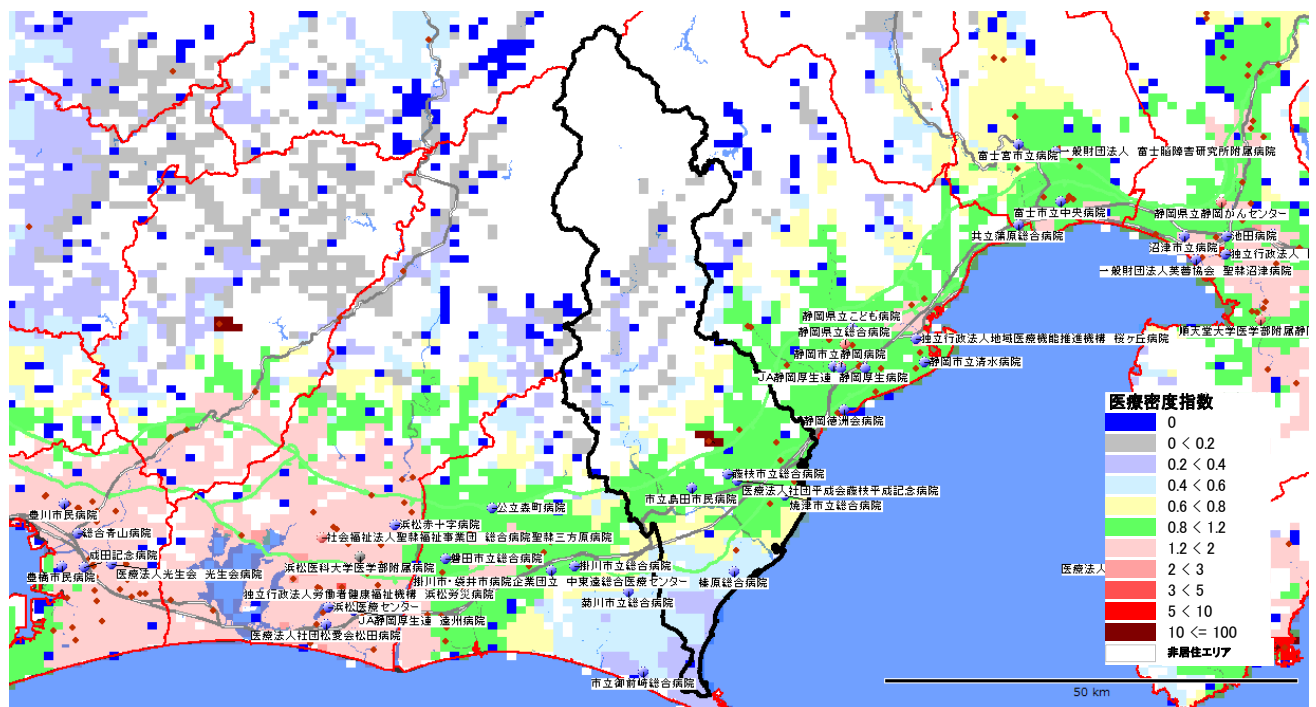 富士宮市立病院
一般財団法人 富士脳障害研究所附属病院
富士市立中央病院
静岡県立静岡がんセンター
共立蒲原総合病院
沼津市立病院
池田病院
独立行政法人
一般財団法人芙蓉協会 聖隷沼津病院
静岡県立こども病院
静岡県立総合病院
独立行政法人地域医療機能推進機構 桜ヶ丘病院
順天堂大学医学部附属静岡
静岡市立静岡病院
静岡市立清水病院
JA静岡厚生連 静岡厚生病院
静岡徳洲会病院
医療密度指数
0
0 < 0.2
0.2 < 0.4
0.4 < 0.6
0.6 < 0.8
0.8 < 1.2
1.2 < 2
2 < 3
3 < 5
5 < 10
10 <= 100
非居住エリア
藤枝市立総合病院
医療法人社団平成会藤枝平成記念病院
市立島田市民病院
焼津市立総合病院
公立森町病院
豊川市民病院
浜松赤十字病院
総合青山病院
社会福祉法人聖隷福祉事業団 総合病院聖隷三方原病院
成田記念病院
磐田市立総合病院
豊橋市民病院
医療法人光生会 光生会病院
浜松医科大学医学部附属病院
掛川市立総合病院
掛川市・袋井市病院企業団立 中東遠総合医療センター
榛原総合病院
医療法人
独立行政法人労働者健康福祉機構 浜松労災病院
菊川市立総合病院
浜松医療センター
JA静岡厚生連 遠州病院
医療法人社団松愛会松田病院
市立御前崎総合病院
50 km